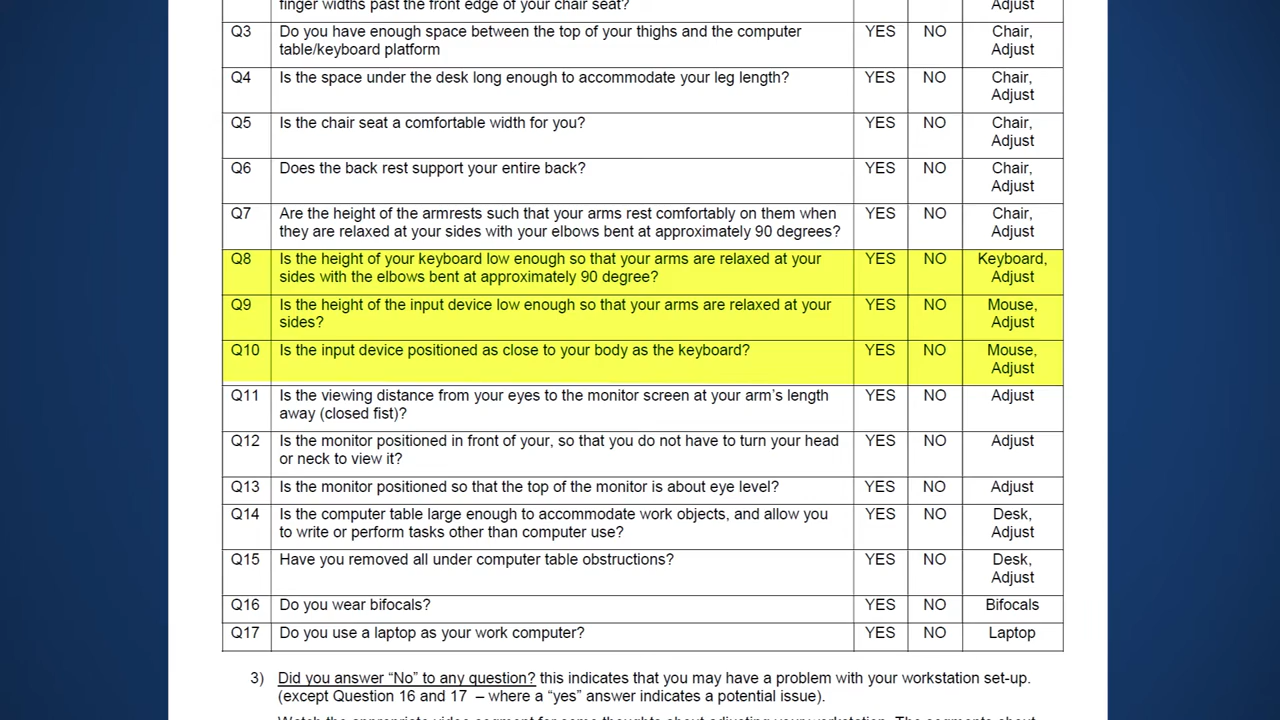 finger widths past the front edge of your chair seat?
Adjust
Q3 Do you have enough space between the top of your thighs and the computer YES NO Chair,
table/keyboard platform Adjust
Q4 Is the space under the desk long enough to accommodate your leg length? YES NO Chair,
Adjust
Q5 Is the chair seat a comfortable width for you? YES NO Chair,
Adjust
Q6 Does the back rest support your entire back? YES NO Chair,
Adjust
Q7 Are the height of the armrests such that your arms rest comfortably on them when YES NO Chair,
they are relaxed at your sides with your elbows bent at approximately 90 degrees? Adjust
Q8 Is the height of your keyboard low enough so that your arms are relaxed at your YES NO Keyboard,
sides with the elbows bent at approximately 90 degree? Adjust
Q9 Is the height of the input device low enough so that your arms are relaxed at your YES NO Mouse,
sides? Adjust
Q10 Is the input device positioned as close to your body as the keyboard? YES NO Mouse,
Adjust
Q11 Is the viewing distance from your eyes to the monitor screen at your arm's length YES NO Adjust
away (closed fist)?
Q12 Is the monitor positioned in front of your, so that you do not have to turn your head YES NO Adjust
or neck to view it?
Q13 Is the monitor positioned so that the top of the monitor is about eye level? YES NO Adjust
Q14 Is the computer table large enough to accommodate work objects, and allow you YES NO Desk,
to write or perform tasks other than computer use? Adjust
Q15 Have you removed all under computer table obstructions? YES NO Desk,
Adjust
Q16 Do you wear bifocals? YES NO Bifocals
Q17 Do you use a laptop as your work computer? YES NO Laptop
3) Did you answer “No” to any question? this indicates that you may have a problem with your workstation set-up.
(except Question 16 and 17 – where a “yes” answer indicates a potential issue).
Watch the appropriate video segment for some thoughts about adjusting your workstation. The segments about